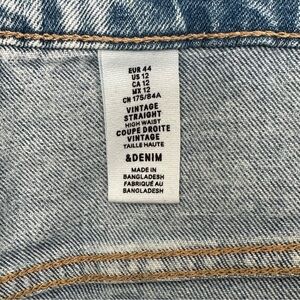 EUR 44
US 12
CA 12
MX 12
CN 175/84A
VINTAGE
STRAIGHT
HIGH WAIST
COUPE DROITE
VINTAGE
TAILLE HAUTE
&DENIM
MADE IN
BANGLADESH
FABRIQUÉ AU
BANGLADESH